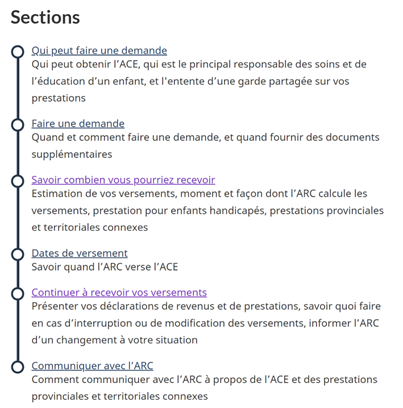 Sections
Qui peut faire une demande
Qui peut obtenir l’ACE, qui est le principal responsable des soins et de
l’éducation d’un enfant, et l'entente d’une garde partagée sur vos
prestations
Faire une demande
Quand et comment faire une demande, et quand fournir des documents
supplémentaires
Savoir combien vous pourriez recevoir
Estimation de vos versements, moment et façon dont l’ARC calcule les
versements, prestation pour enfants handicapés, prestations provinciales
et territoriales connexes
Dates de versement
Savoir quand l’ARC verse l’ACE
Continuer à recevoir vos versements
Présenter vos déclarations de revenus et de prestations, savoir quoi faire
en cas d’interruption ou de modification des versements, informer l’ARC
d’un changement à votre situation
Communiquer avec l’ARC
Comment communiquer avec l’ARC à propos de l’ACE et des prestations
provinciales et territoriales connexes